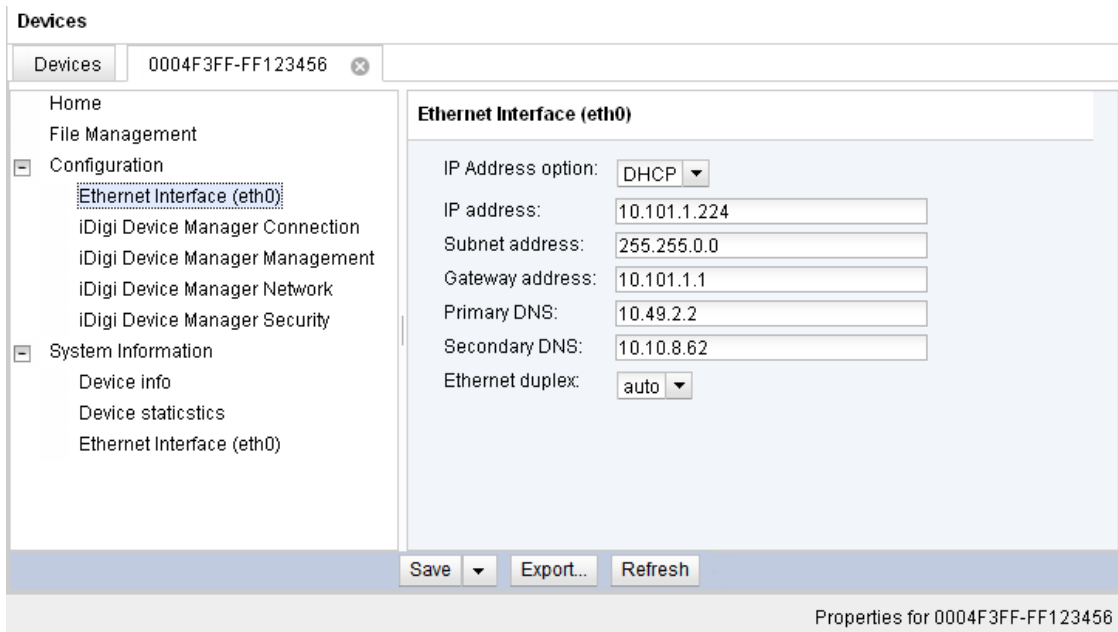 Devices
Devices 0004F3FF-FF123456
Home
File Management
Configuration
Ethernet Interface (eth0)
iDigi Device Manager Connection
iDigi Device Manager Management
iDigi Device Manager Network
iDigi Device Manager Security
System Information
Device info
Device staticstics
Ethernet Interface (eth0)
Ethernet Interface (eth0)
IP Address option: DHCP
IP address: 10.101.1.224
Subnet address: 255.255.0.0
Gateway address: 10.101.1.1
Primary DNS: 10.49.2.2
Secondary DNS: 10.10.8.62
Ethernet duplex: auto
Save Export... Refresh
Properties for 0004F3FF-FF123456